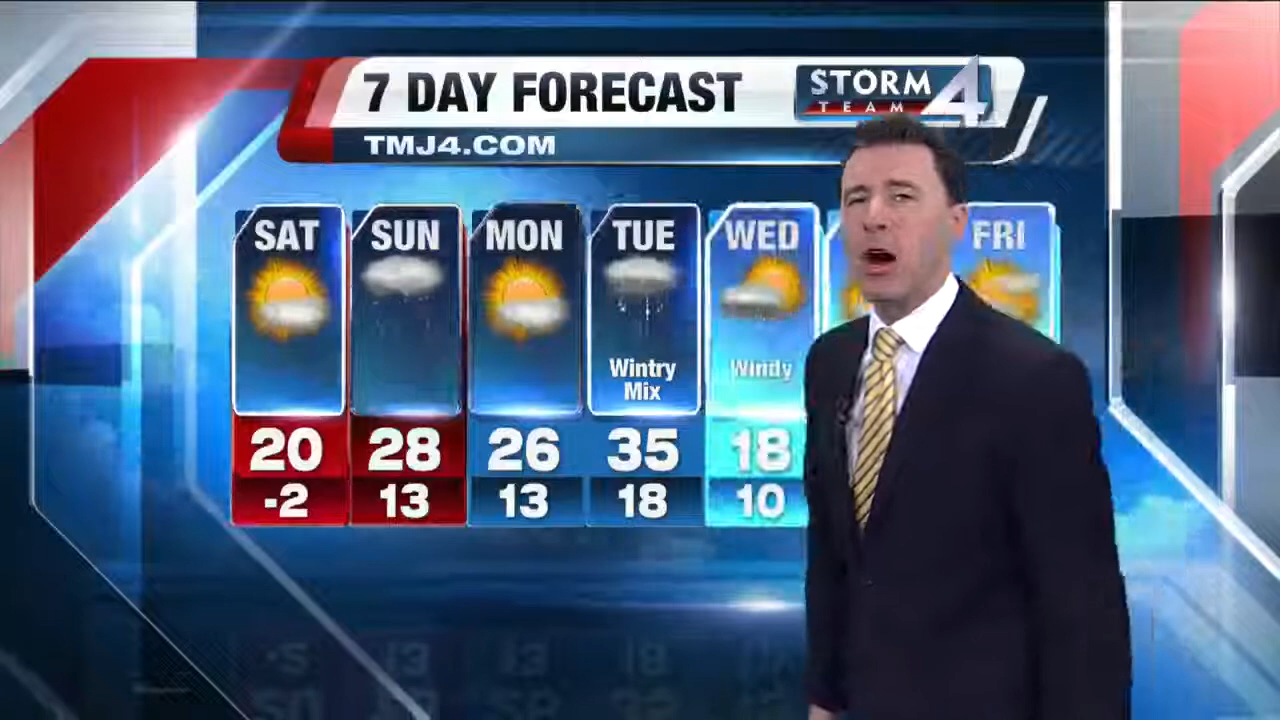 7 DAY FORECAST
STORM 4
TEAM
TMJ4.COM
SAT SUN MON TUE WED FRI
Wintry Mix
Windy
20 28 26 35 18
-2 13 13 18 10